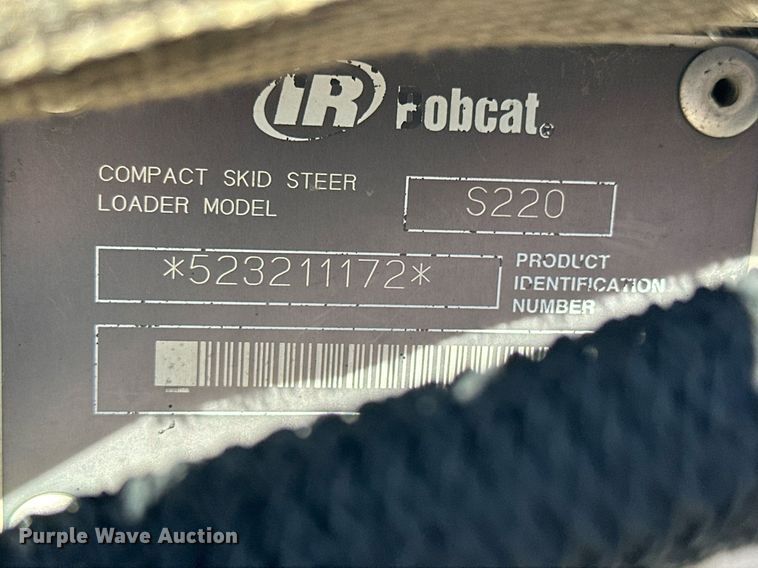 IR Bobcat®
COMPACT SKID STEER
LOADER MODEL
S220
*523211172*
PRODUCT
IDENTIFICATION
NUMBER
Purple Wave Auction